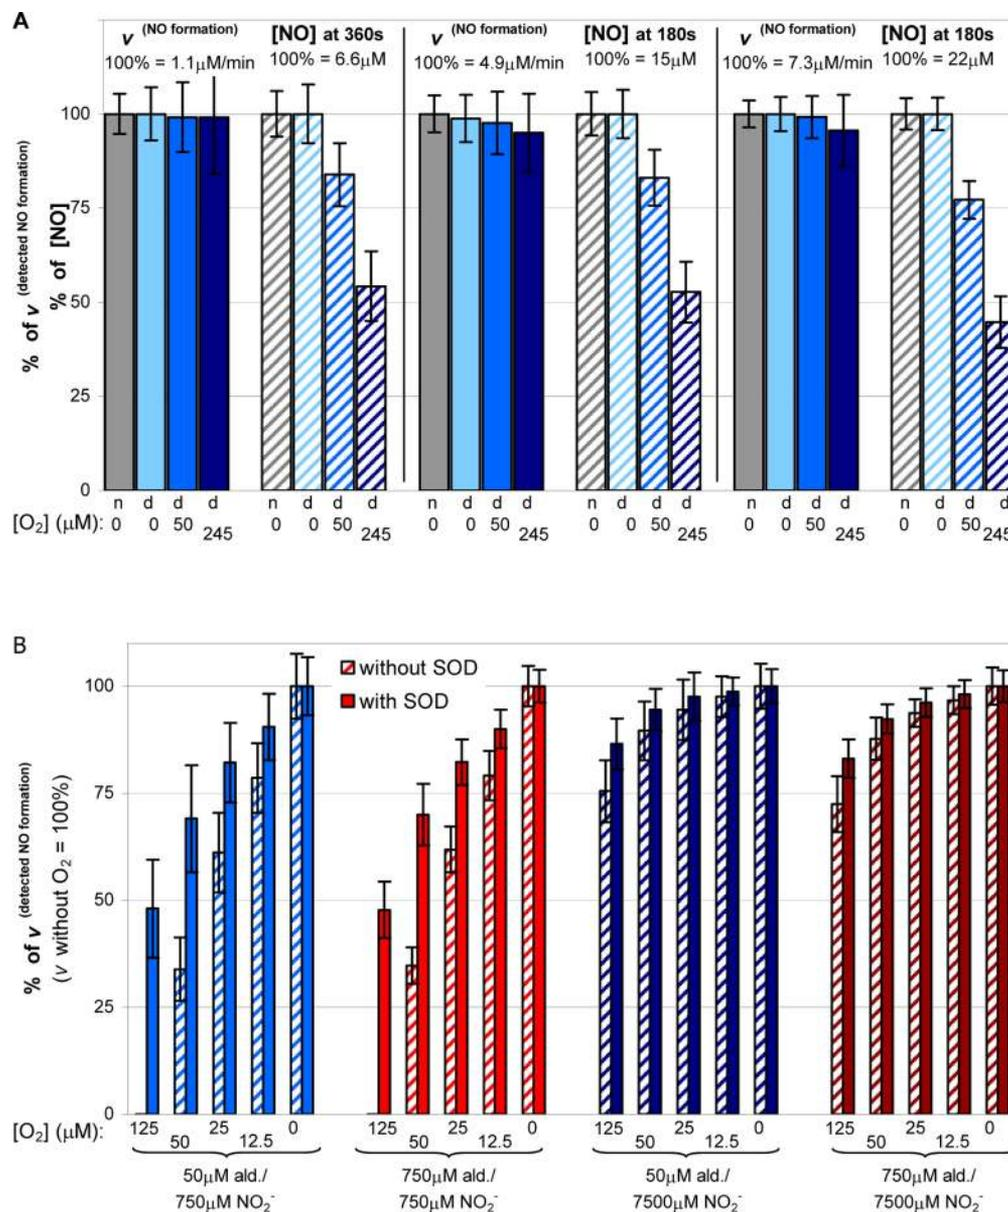 A
v (NO formation) [NO] at 360s v (NO formation) [NO] at 180s v (NO formation) [NO] at 180s
100% = 1.1µM/min 100% = 6.6µM 100% = 4.9µM/min 100% = 15µM 100% = 7.3µM/min 100% = 22µM
% of v (detected NO formation)
% of [NO]
100
75
50
25
0
n d d d n d d d n d d d n d d d n d d d n d d d
[O2] (µM): 0 0 50 245 0 0 50 245 0 0 50 245 0 0 50 245 0 0 50 245 0 0 50 245
B
without SOD
with SOD
% of v (detected NO formation)
(v without O2 = 100%)
100
75
50
25
0
[O2] (µM): 125 50 25 12.5 0 125 50 25 12.5 0 125 50 25 12.5 0 125 50 25 12.5 0
50µM ald./ 750µM ald./ 50µM ald./ 750µM ald./
750µM NO2- 750µM NO2- 7500µM NO2- 7500µM NO2-